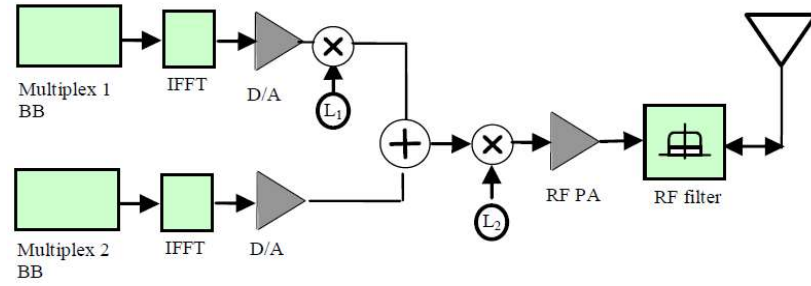 Multiplex 1
BB
IFFT
D/A
L1
RF PA
RF filter
L2
Multiplex 2
BB
IFFT
D/A